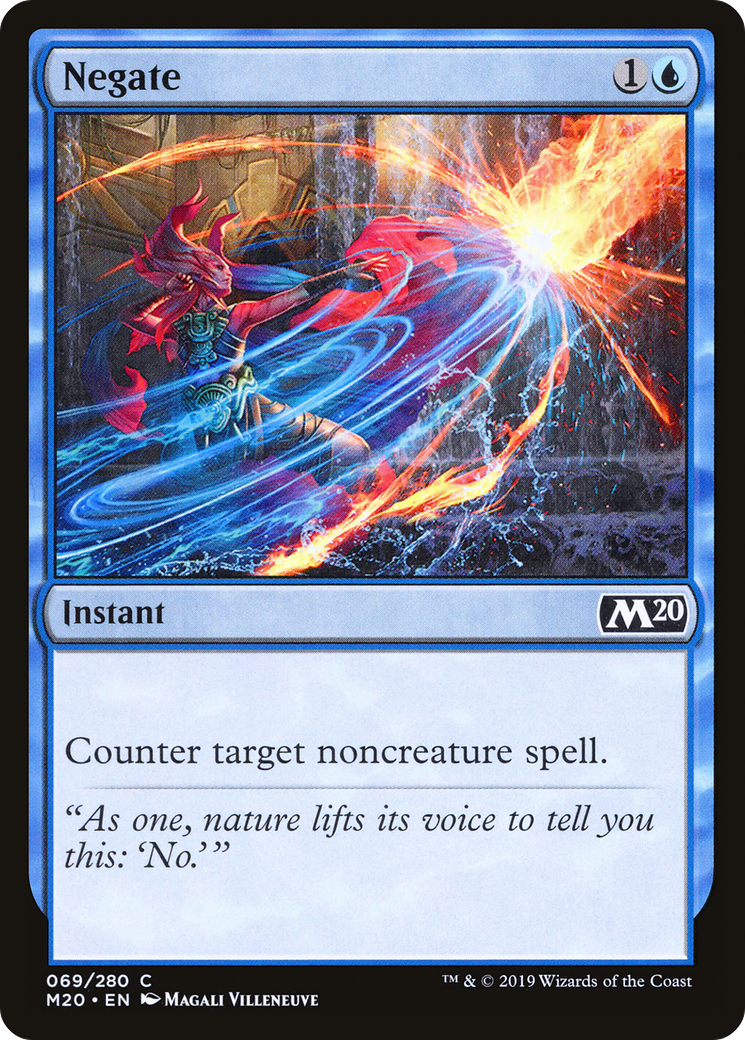 Negate 1
Instant M20
Counter target noncreature spell.
“As one, nature lifts its voice to tell you
this: ‘No.’”
069/280 C ™ & © 2019 Wizards of the Coast
M20 • EN Magali Villeneuve